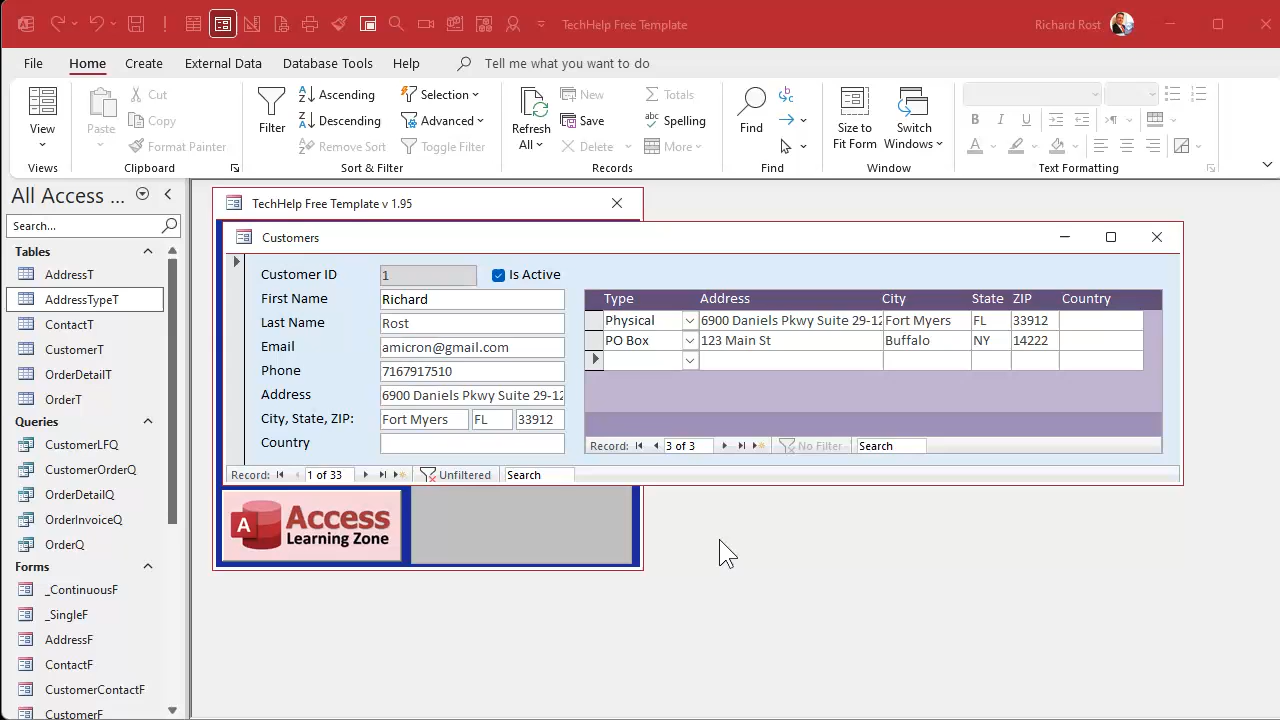 TechHelp Free Template
Richard Rost
File Home Create External Data Database Tools Help Tell me what you want to do
View
Views
Paste
Cut
Copy
Format Painter
Clipboard
Filter
Ascending
Descending
Remove Sort
Selection
Advanced
Toggle Filter
Sort & Filter
Refresh
All
New
Save
Delete
Totals
Spelling
More
Records
Find
Find
Size to
Fit Form
Switch
Windows
Window
B I U
A
Text Formatting
All Access ...
Search...
Tables
AddressT
AddressTypeT
ContactT
CustomerT
OrderDetailT
OrderT
Queries
CustomerLFQ
CustomerOrderQ
OrderDetailQ
OrderInvoiceQ
OrderQ
Forms
_ContinuousF
_SingleF
AddressF
ContactF
CustomerContactF
CustomerF
TechHelp Free Template v 1.95
Customers
Customer ID 1 Is Active
First Name Richard
Last Name Rost
Email amicron@gmail.com
Phone 7167917510
Address 6900 Daniels Pkwy Suite 29-12
City, State, ZIP: Fort Myers FL 33912
Country
Type Address City State ZIP Country
Physical 6900 Daniels Pkwy Suite 29-12 Fort Myers FL 33912
PO Box 123 Main St Buffalo NY 14222
Record: 3 of 3 No Filter Search
Record: 1 of 33 Unfiltered Search
A Access
Learning Zone